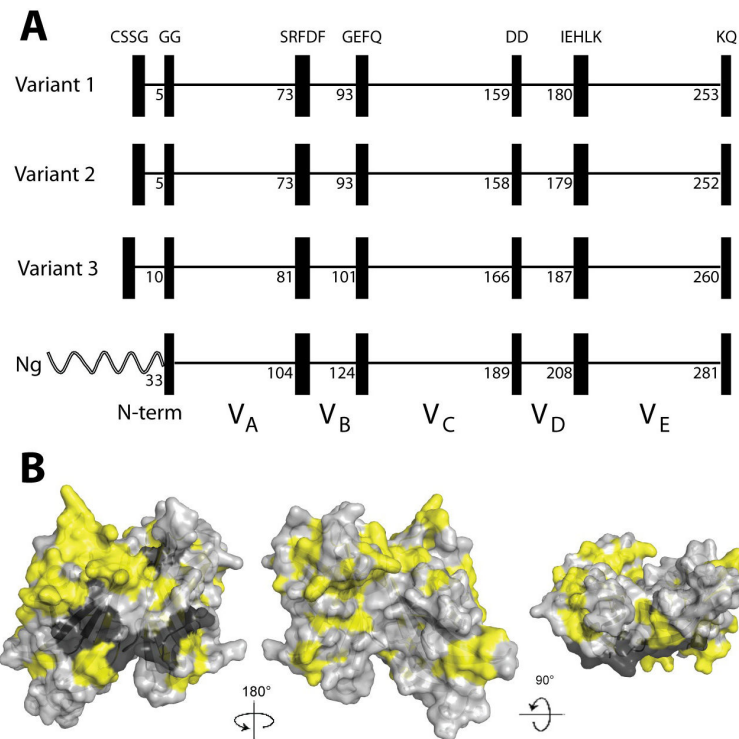 A
CSSG GG SRFDF GEFQ DD IEHLK KQ
Variant 1 5 73 93 159 180 253
Variant 2 5 73 93 158 179 252
Variant 3 10 81 101 166 187 260
Ng 33 104 124 189 208 281
N-term VA VB VC VD VE
B
180° 90°